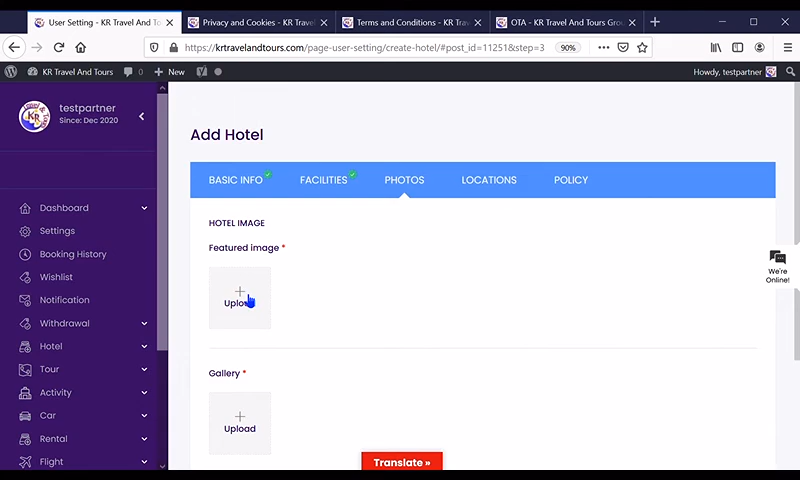 User Setting - KR Travel And To
Privacy and Cookies - KR Travel
Terms and Conditions - KR Trav
OTA - KR Travel And Tours Grou
https://krtravelandtours.com/page-user-setting/create-hotel/#post_id=11251&step=3
90%
KR Travel And Tours
0
New
Howdy, testpartner
testpartner
Since: Dec 2020
Dashboard
Settings
Booking History
Wishlist
Notification
Withdrawal
Hotel
Tour
Activity
Car
Rental
Flight
Add Hotel
BASIC INFO
FACILITIES
PHOTOS
LOCATIONS
POLICY
HOTEL IMAGE
Featured image *
Upload
Gallery *
Upload
We're
Online!
Translate »